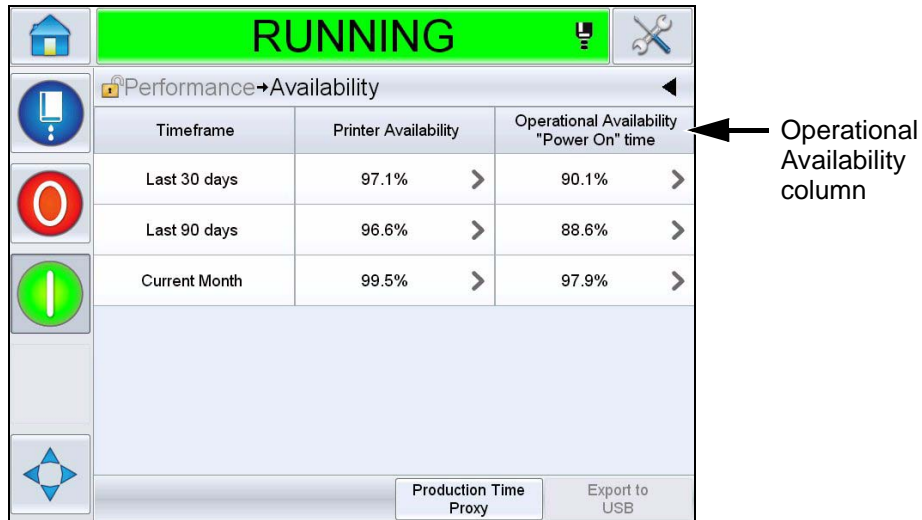 RUNNING
Performance→Availability
Timeframe
Printer Availability
Operational Availability
"Power On" time
Last 30 days
97.1%
90.1%
Last 90 days
96.6%
88.6%
Current Month
99.5%
97.9%
Production Time
Proxy
Export to
USB
Operational
Availability
column